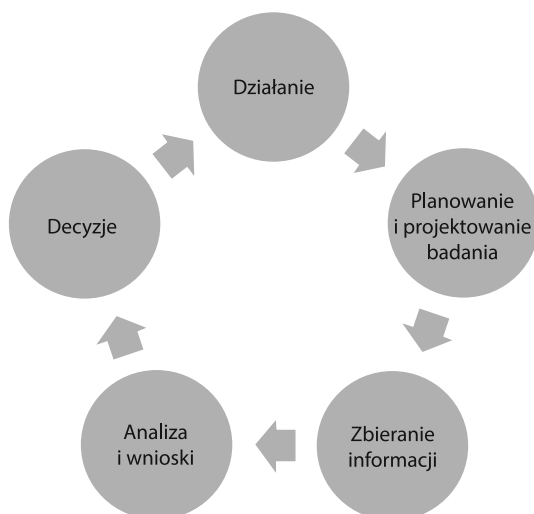 Działanie
Planowanie
i projektowanie
badania
Zbieranie
informacji
Analiza
i wnioski
Decyzje